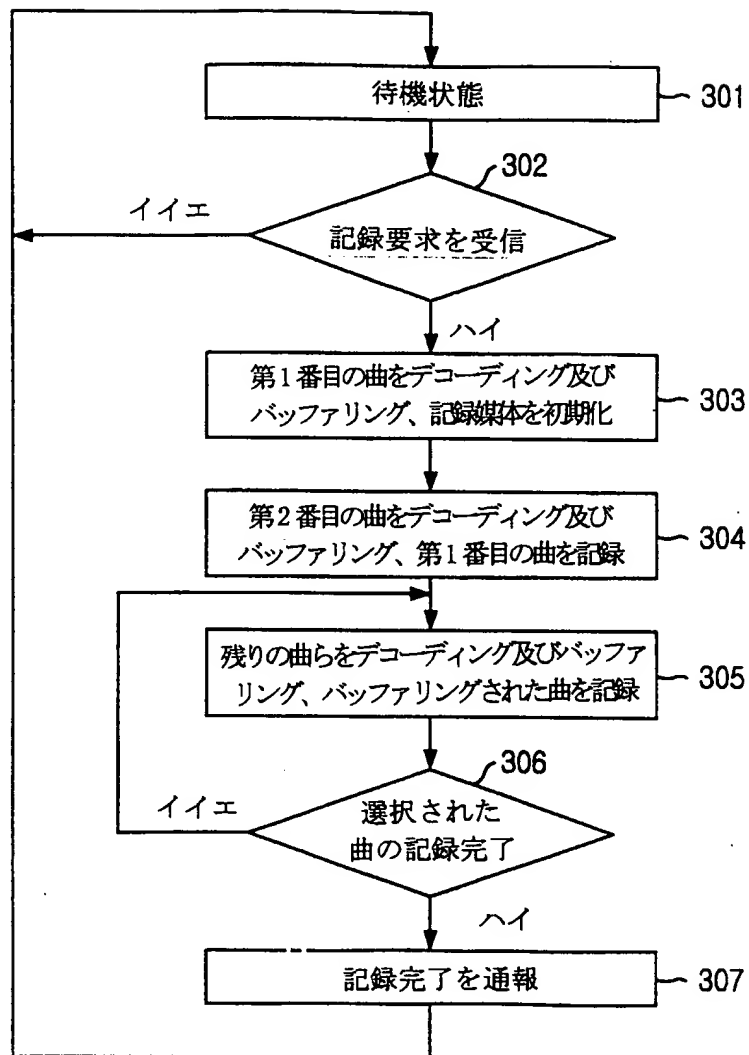 待機状態
301
302
イイエ
記録要求を受信
ハイ
第1番目の曲をデコーディング及び
バッファリング、記録媒体を初期化
303
第2番目の曲をデコーディング及び
バッファリング、第1番目の曲を記録
304
残りの曲らをデコーディング及びバッファ
リング、バッファリングされた曲を記録
305
306
イイエ
選択された
曲の記録完了
ハイ
記録完了を通報
307